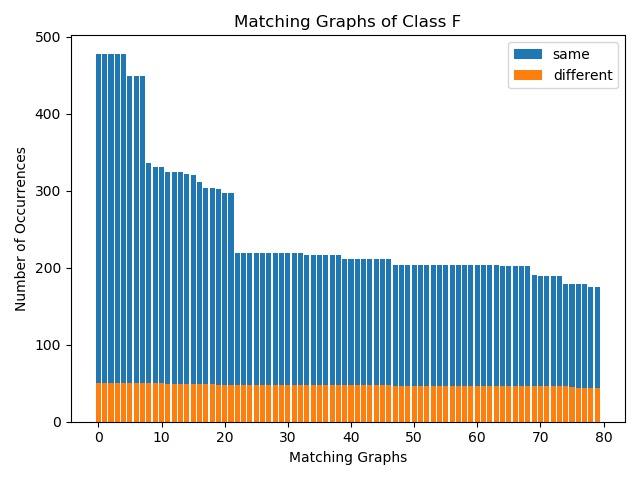 Matching Graphs of Class F
same
different
Number of Occurrences
500
400
300
200
100
0
0 10 20 30 40 50 60 70 80
Matching Graphs